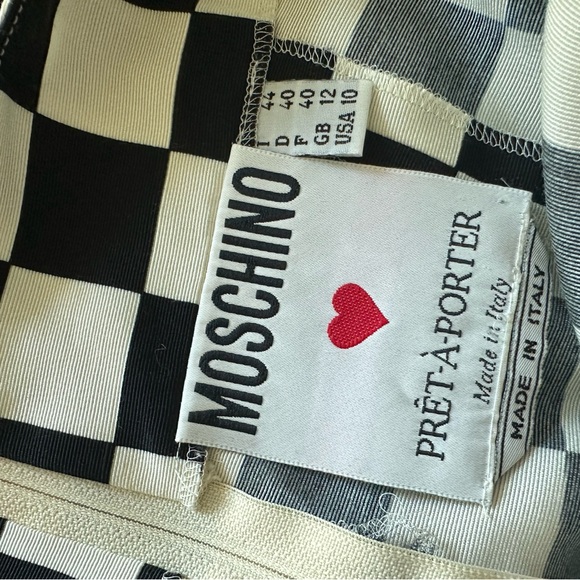 I 44
D 40
F 40
GB 12
USA 10
MOSCHINO
PRÊT-À-PORTER
Made in Italy
MADE IN ITALY